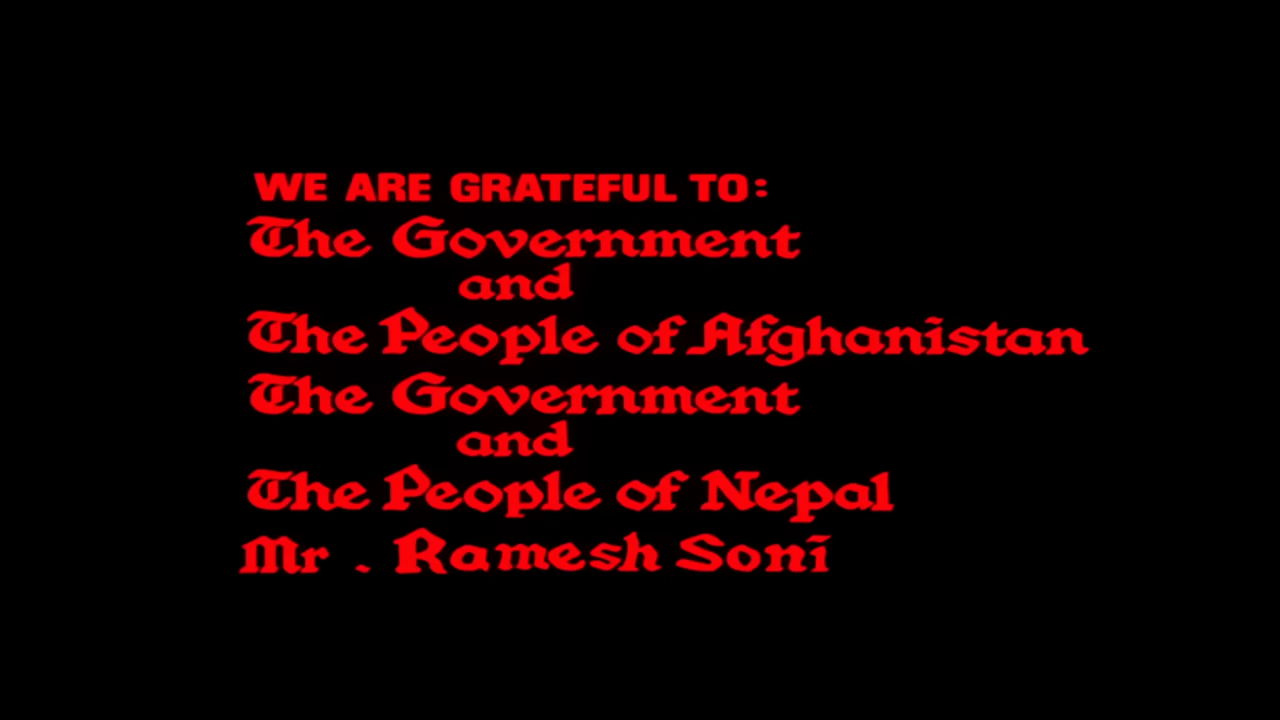 WE ARE GRATEFUL TO:
The Government
and
The People of Afghanistan
The Government
and
The People of Nepal
Mr . Ramesh Soni